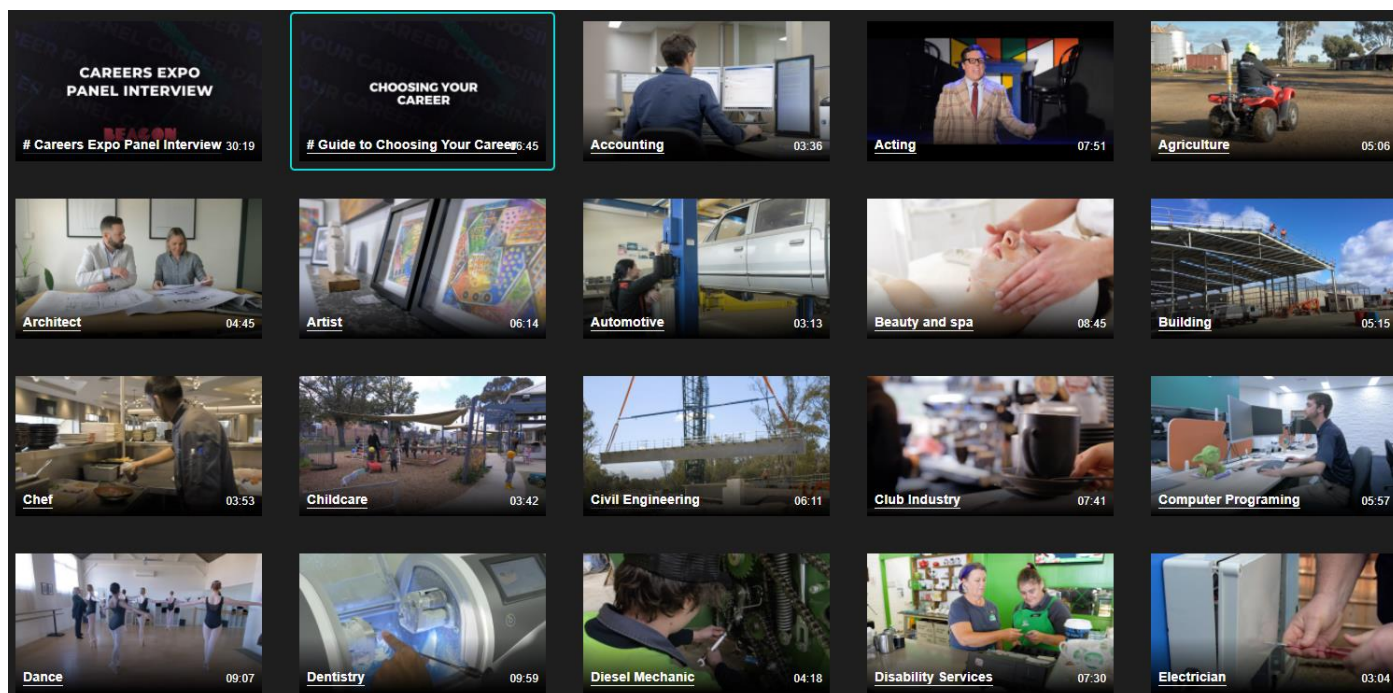 CAREERS EXPO
PANEL INTERVIEW
BEACON
# Careers Expo Panel Interview 30:19
CHOOSING YOUR
CAREER
# Guide to Choosing Your Career 06:45
Accounting 03:36
Acting 07:51
Agriculture 05:06
Architect 04:45
Artist 06:14
Automotive 03:13
Beauty and spa 08:45
Building 05:15
Chef 03:53
Childcare 03:42
Civil Engineering 06:11
Club Industry 07:41
Computer Programing 05:57
Dance 09:07
Dentistry 09:59
Diesel Mechanic 04:18
Disability Services 07:30
Electrician 03:04